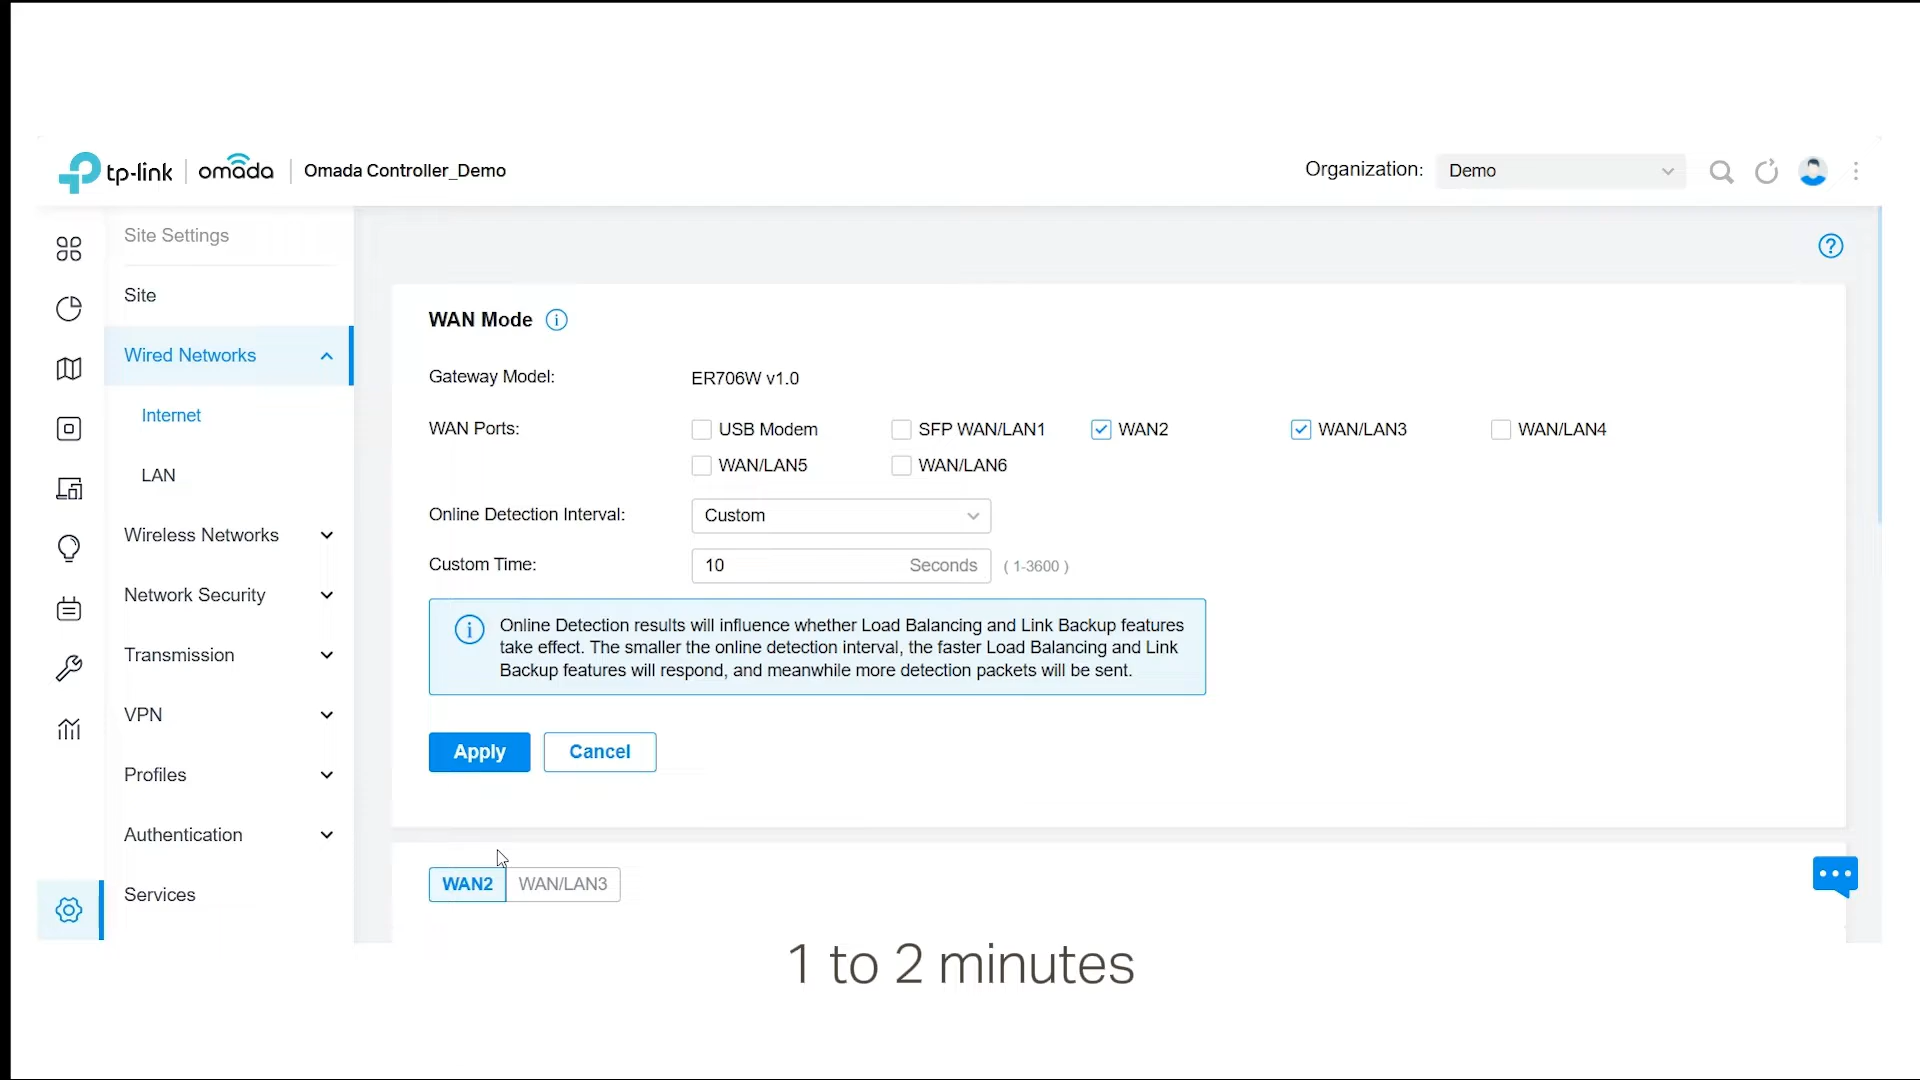 tp-link | omada | Omada Controller_Demo
Organization: Demo
Site Settings
Site
Wired Networks
Internet
LAN
Wireless Networks
Network Security
Transmission
VPN
Profiles
Authentication
Services
WAN Mode
Gateway Model: ER706W v1.0
WAN Ports: USB Modem SFP WAN/LAN1 WAN2 WAN/LAN3 WAN/LAN4
WAN/LAN5 WAN/LAN6
Online Detection Interval: Custom
Custom Time: 10 Seconds ( 1-3600 )
Online Detection results will influence whether Load Balancing and Link Backup features
take effect. The smaller the online detection interval, the faster Load Balancing and Link
Backup features will respond, and meanwhile more detection packets will be sent.
Apply Cancel
WAN2 WAN/LAN3
1 to 2 minutes